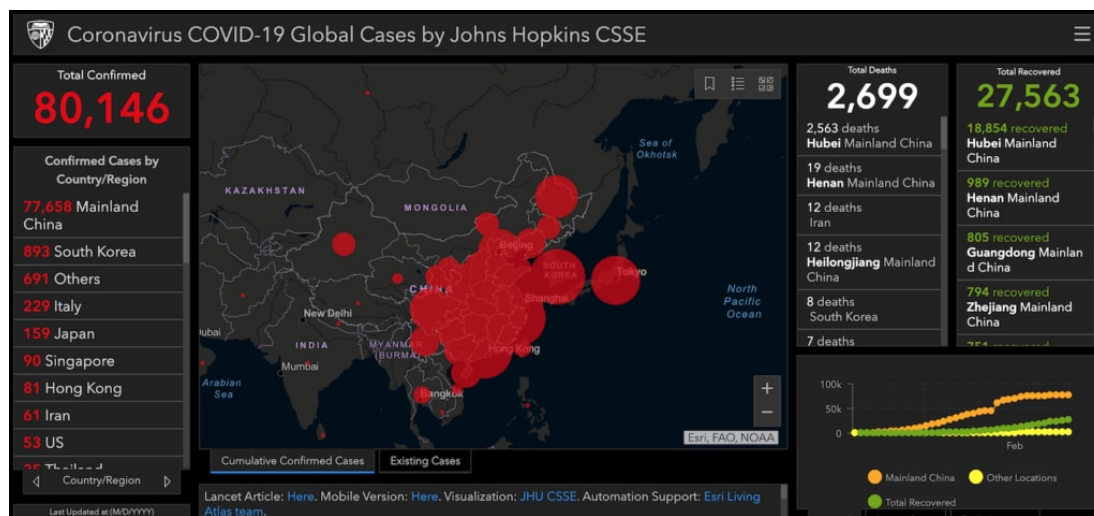 Coronavirus COVID-19 Global Cases by Johns Hopkins CSSE
Total Confirmed
80,146
Confirmed Cases by
Country/Region
77,658 Mainland
China
893 South Korea
691 Others
229 Italy
159 Japan
90 Singapore
81 Hong Kong
61 Iran
53 US
35 Thailand
Country/Region
Last Updated at (M/D/YYYY)
Sea of
Okhotsk
KAZAKHSTAN
MONGOLIA
Beijing
SOUTH
KOREA
Tokyo
CHINA
Shanghai
North
Pacific
Ocean
New Delhi
ubai
INDIA
MYANMAR
(BURMA)
Hong Kong
Mumbai
Arabian
Sea
Bangkok
+
−
Esri, FAO, NOAA
Cumulative Confirmed Cases
Existing Cases
Lancet Article: Here. Mobile Version: Here. Visualization: JHU CSSE. Automation Support: Esri Living
Atlas team.
Total Deaths
2,699
2,563 deaths
Hubei Mainland China
19 deaths
Henan Mainland China
12 deaths
Iran
12 deaths
Heilongjiang Mainland
China
8 deaths
South Korea
7 deaths
Total Recovered
27,563
18,854 recovered
Hubei Mainland
China
989 recovered
Henan Mainland
China
805 recovered
Guangdong Mainlan
d China
794 recovered
Zhejiang Mainland
China
100k
50k
0
Feb
Mainland China
Other Locations
Total Recovered